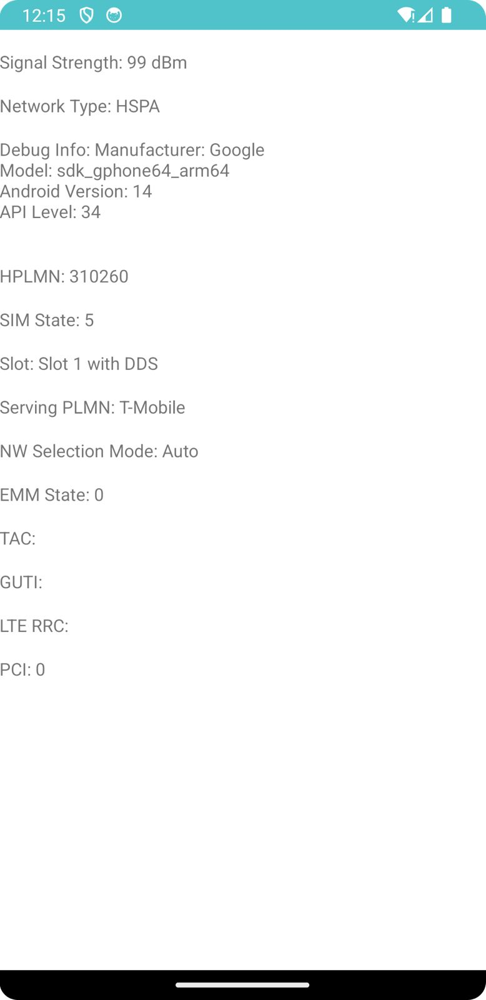 12:15
Signal Strength: 99 dBm
Network Type: HSPA
Debug Info: Manufacturer: Google
Model: sdk_gphone64_arm64
Android Version: 14
API Level: 34
HPLMN: 310260
SIM State: 5
Slot: Slot 1 with DDS
Serving PLMN: T-Mobile
NW Selection Mode: Auto
EMM State: 0
TAC:
GUTI:
LTE RRC:
PCI: 0